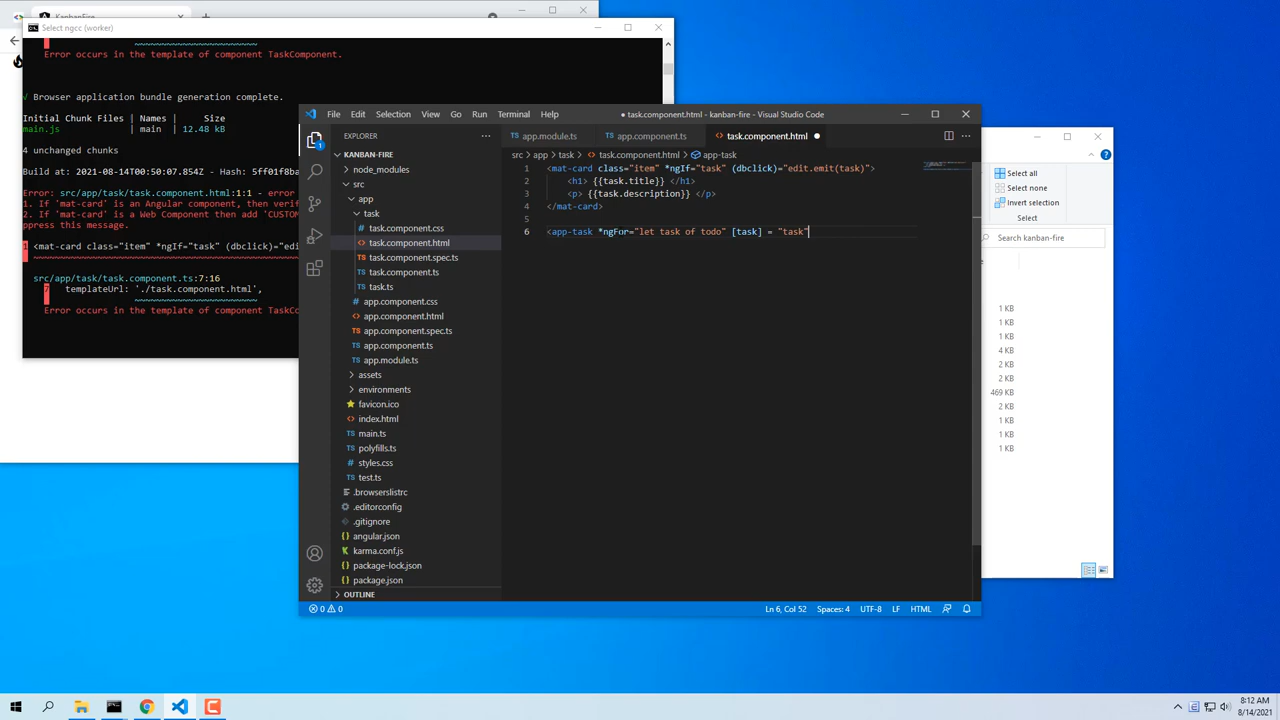 KanbanFire
Select ngcc (worker)
Error occurs in the template of component TaskComponent.
√ Browser application bundle generation complete.
Initial Chunk Files | Names | Size
main.js | main | 12.48 kB
4 unchanged chunks
Build at: 2021-08-14T00:50:07.854Z - Hash: 5ff01f8ba
Error: src/app/task/task.component.html:1:1 - error
1. If 'mat-card' is an Angular component, then verif
2. If 'mat-card' is a Web Component then add 'CUSTOM
ppress this message.
1 <mat-card class="item" *ngIf="task" (dbclick)="edi
src/app/task/task.component.ts:7:16
7 templateUrl: './task.component.html',
Error occurs in the template of component TaskCo
File Edit Selection View Go Run Terminal Help
● task.component.html - kanban-fire - Visual Studio Code
EXPLORER
KANBAN-FIRE
node_modules
src
app
task
task.component.css
task.component.html
task.component.spec.ts
task.component.ts
task.ts
app.component.css
app.component.html
app.component.spec.ts
app.component.ts
app.module.ts
assets
environments
favicon.ico
index.html
main.ts
polyfills.ts
styles.css
test.ts
.browserslistrc
.editorconfig
.gitignore
angular.json
karma.conf.js
package-lock.json
package.json
OUTLINE
app.module.ts app.component.ts task.component.html
src > app > task > task.component.html > app-task
1 <mat-card class="item" *ngIf="task" (dbclick)="edit.emit(task)">
2 <h1> {{task.title}} </h1>
3 <p> {{task.description}} </p>
4 </mat-card>
5
6 <app-task *ngFor="let task of todo" [task] = "task"
0 0 Ln 6, Col 52 Spaces: 4 UTF-8 LF HTML
Select all
Select none
Invert selection
Select
Search kanban-fire
1 KB
1 KB
1 KB
4 KB
2 KB
2 KB
469 KB
2 KB
1 KB
1 KB
1 KB
8:12 AM
8/14/2021